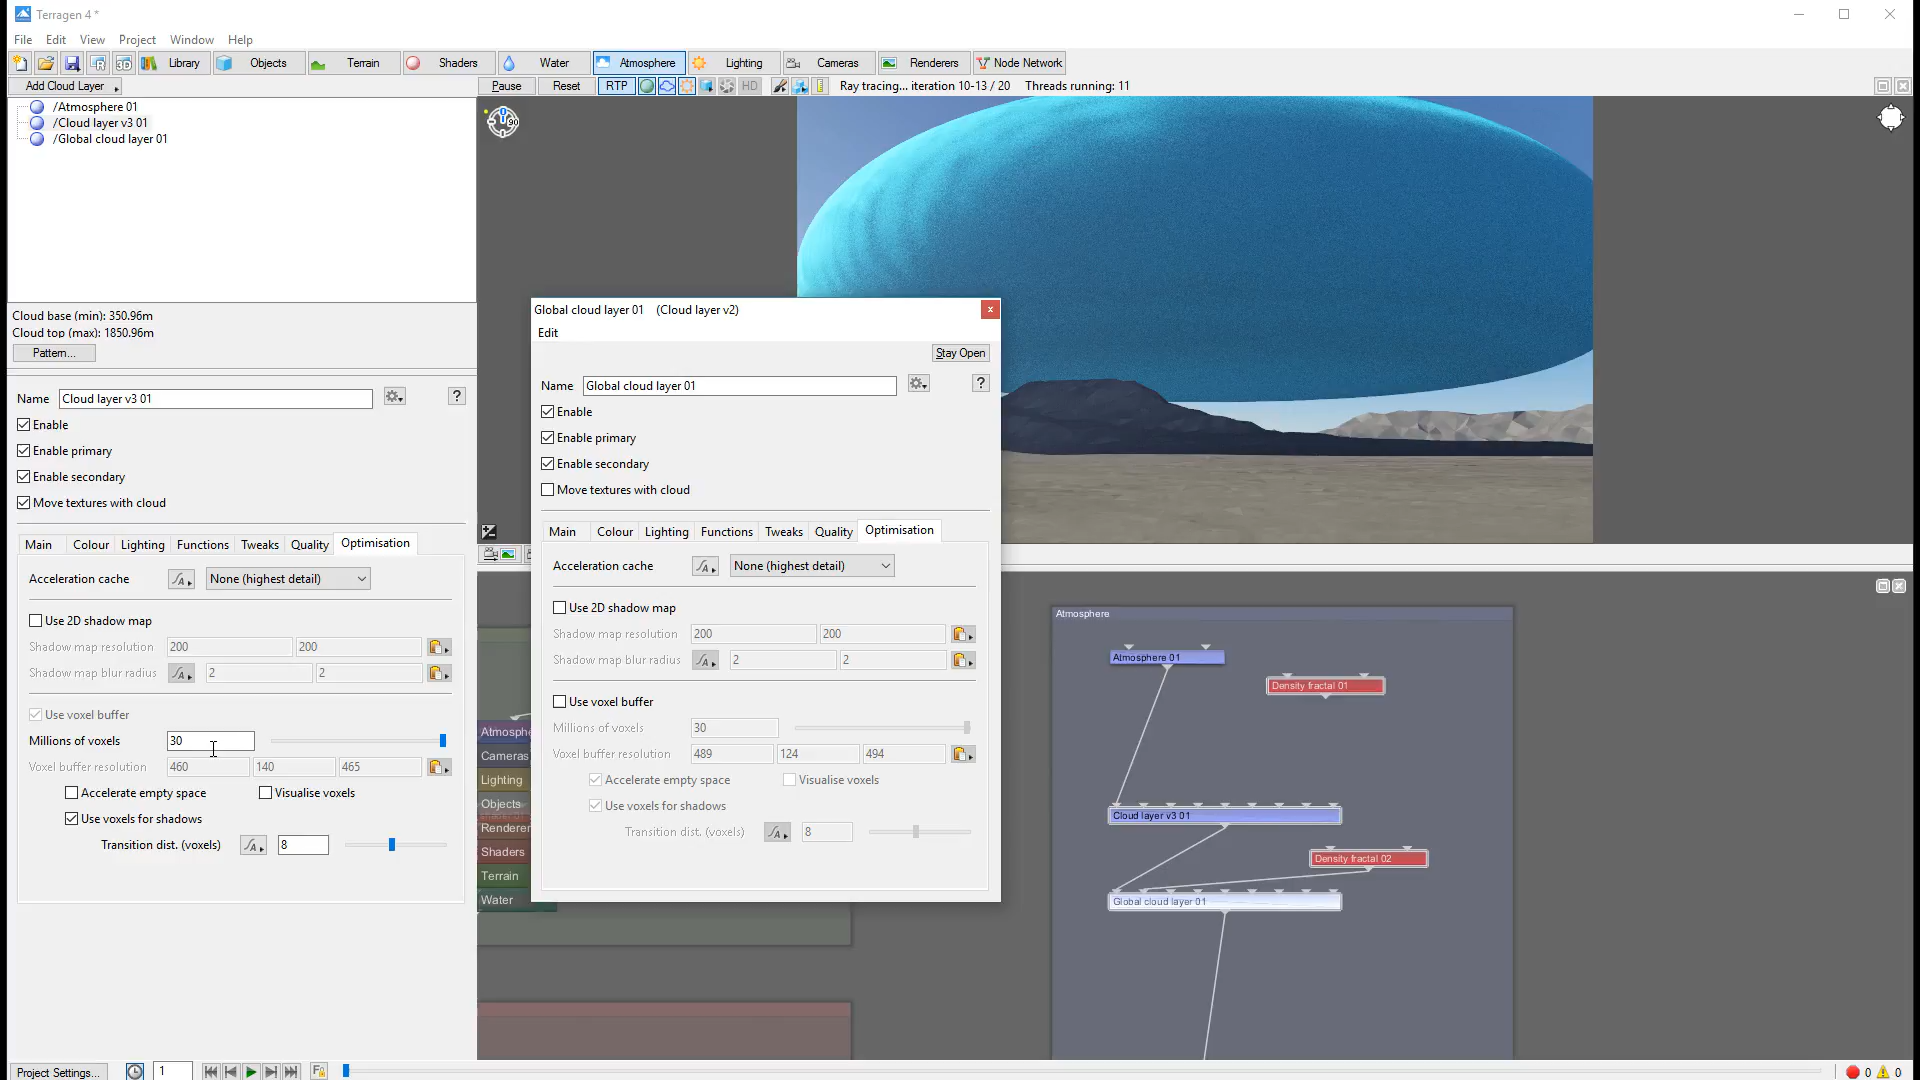 Terragen 4 *
File Edit View Project Window Help
Library Objects Terrain Shaders Water Atmosphere Lighting Cameras Renderers Node Network
Add Cloud Layer Pause Reset RTP HD Ray tracing... iteration 10-13 / 20 Threads running: 11
/Atmosphere 01
/Cloud layer v3 01
/Global cloud layer 01
Cloud base (min): 350.96m
Cloud top (max): 1850.96m
Pattern...
Name Cloud layer v3 01 ?
Enable
Enable primary
Enable secondary
Move textures with cloud
Main Colour Lighting Functions Tweaks Quality Optimisation
Acceleration cache None (highest detail)
Use 2D shadow map
Shadow map resolution 200 200
Shadow map blur radius 2 2
Use voxel buffer
Millions of voxels 30
Voxel buffer resolution 460 140 465
Accelerate empty space Visualise voxels
Use voxels for shadows
Transition dist. (voxels) 8
Global cloud layer 01 (Cloud layer v2)
Edit
Stay Open
Name Global cloud layer 01 ?
Enable
Enable primary
Enable secondary
Move textures with cloud
Main Colour Lighting Functions Tweaks Quality Optimisation
Acceleration cache None (highest detail)
Use 2D shadow map
Shadow map resolution 200 200
Shadow map blur radius 2 2
Use voxel buffer
Millions of voxels 30
Voxel buffer resolution 489 124 494
Accelerate empty space Visualise voxels
Use voxels for shadows
Transition dist. (voxels) 8
Atmosphe
Cameras
Lighting
Objects
Renderer
Shaders
Terrain
Water
Atmosphere
Atmosphere 01
Density fractal 01
Cloud layer v3 01
Density fractal 02
Global cloud layer 01
Project Settings... 1 0 0